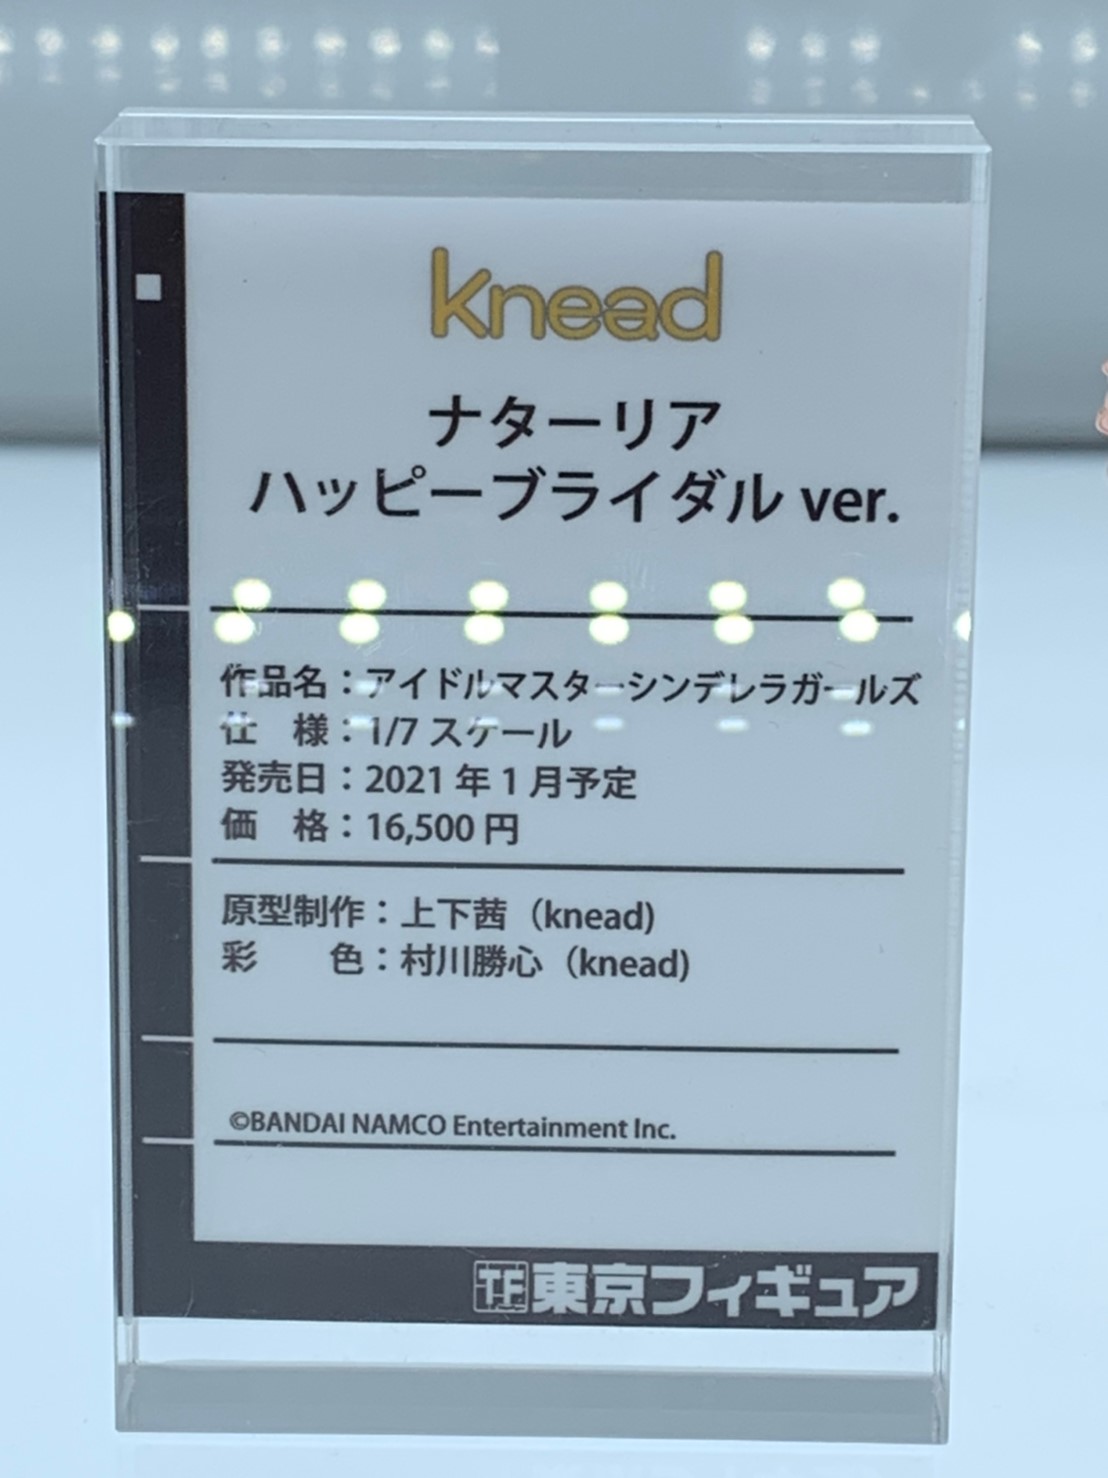 knead
ナターリア
ハッピーブライダル ver.
作品名：アイドルマスターシンデレラガールズ
仕　様：1/7 スケール
発売日：2021 年 1 月予定
価　格：16,500 円
原型制作：上下茜（knead)
彩　　色：村川勝心（knead)
©BANDAI NAMCO Entertainment Inc.
TF東京フィギュア